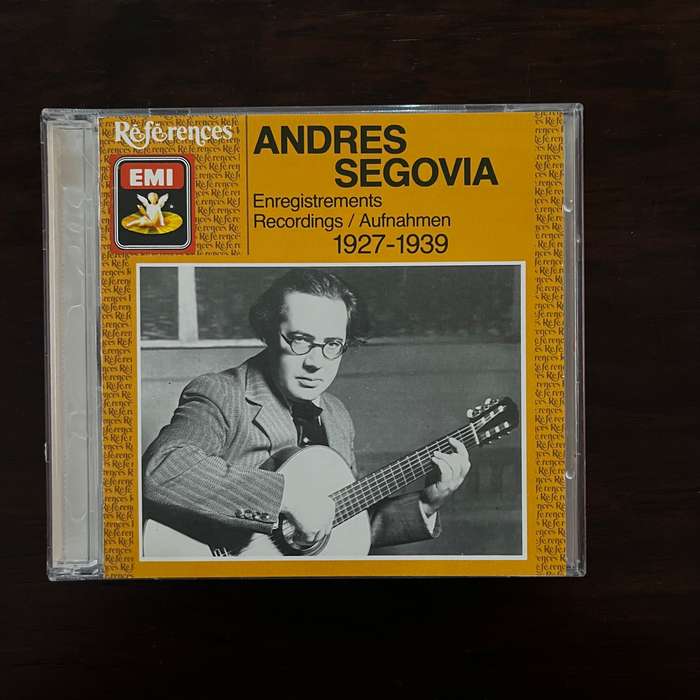 Références
EMI
ANDRES
SEGOVIA
Enregistrements
Recordings / Aufnahmen
1927-1939